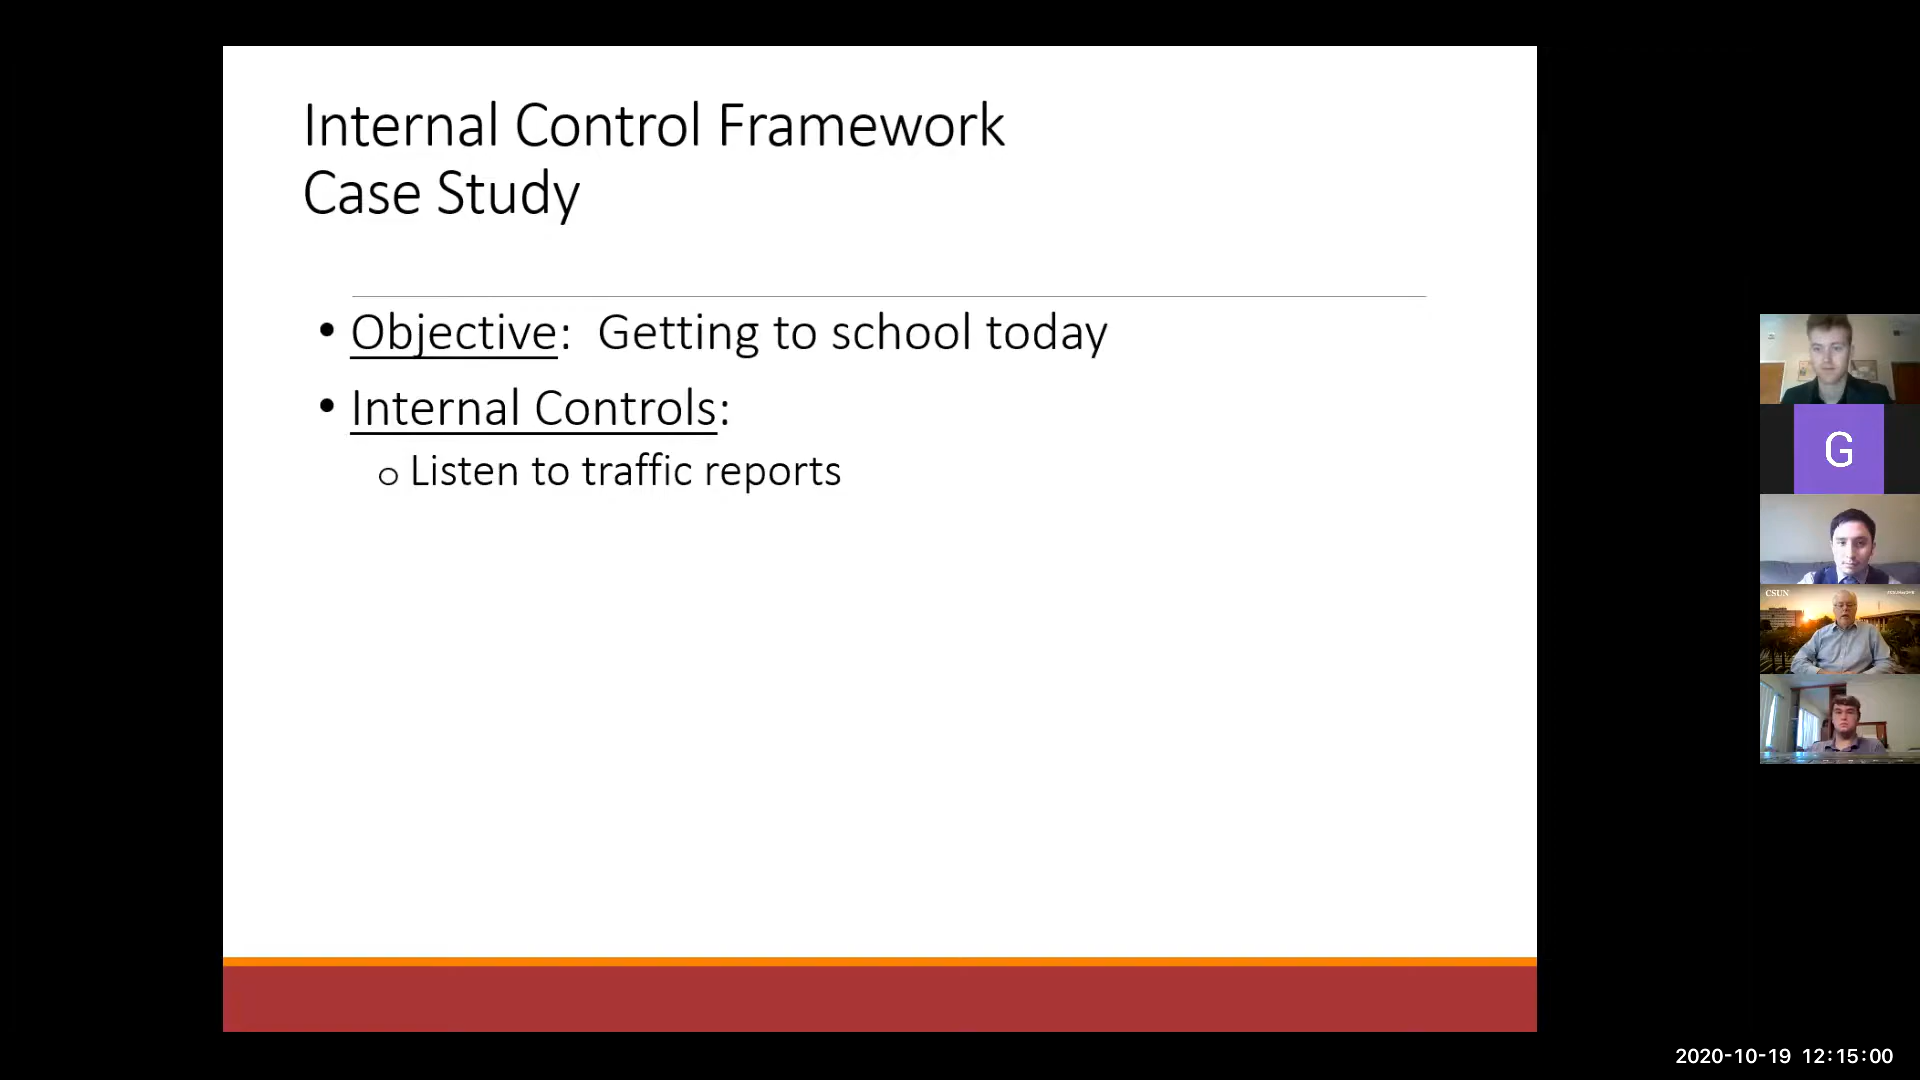 Internal Control Framework
Case Study
• Objective: Getting to school today
• Internal Controls:
o Listen to traffic reports
G
CSUN
2020-10-19 12:15:00